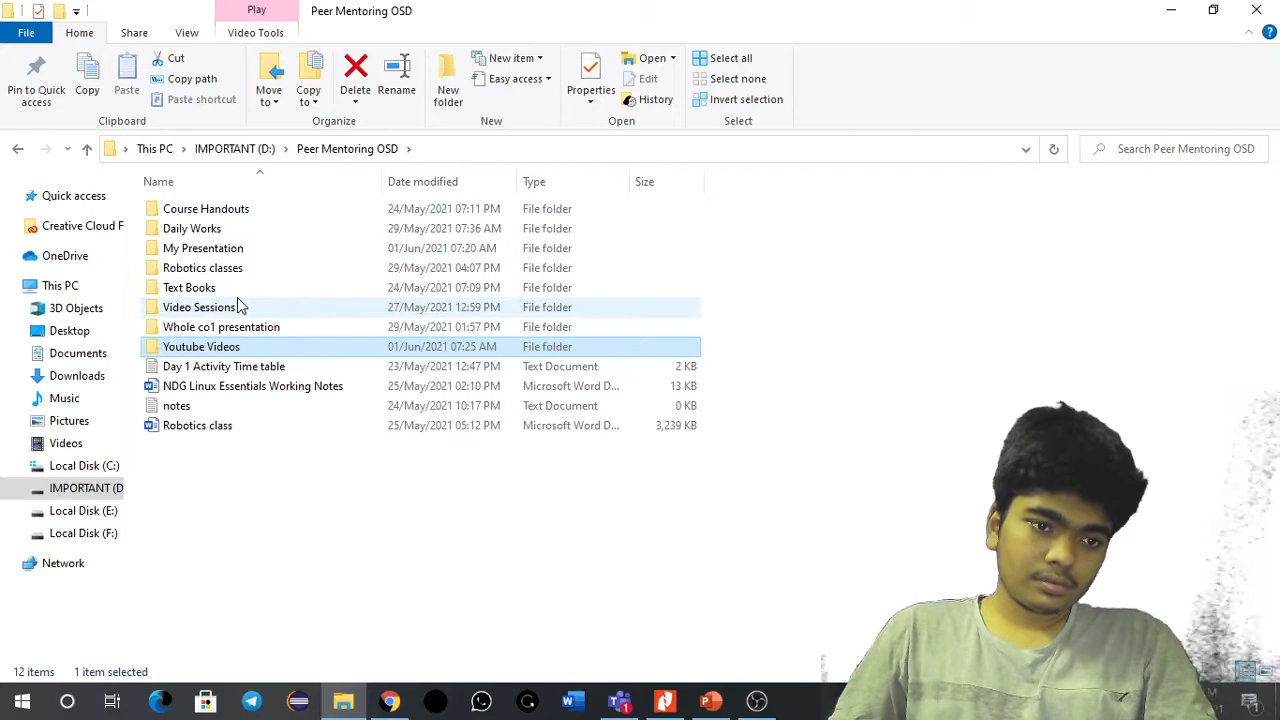 Play
Peer Mentoring OSD
File
Home
Share
View
Video Tools
Pin to Quick access
Copy
Paste
Cut
Copy path
Paste shortcut
Clipboard
Move to
Copy to
Delete
Rename
Organize
New folder
New item
Easy access
New
Properties
Open
Edit
History
Open
Select all
Select none
Invert selection
Select
This PC
IMPORTANT (D:)
Peer Mentoring OSD
Search Peer Mentoring OSD
Quick access
Creative Cloud F
OneDrive
This PC
3D Objects
Desktop
Documents
Downloads
Music
Pictures
Videos
Local Disk (C:)
IMPORTANT (D
Local Disk (E:)
Local Disk (F:)
Network
Name Date modified Type Size
Course Handouts 24/May/2021 07:11 PM File folder
Daily Works 29/May/2021 07:36 AM File folder
My Presentation 01/Jun/2021 07:20 AM File folder
Robotics classes 29/May/2021 04:07 PM File folder
Text Books 24/May/2021 07:09 PM File folder
Video Sessions 27/May/2021 12:59 PM File folder
Whole co1 presentation 29/May/2021 01:57 PM File folder
Youtube Videos 01/Jun/2021 07:25 AM File folder
Day 1 Activity Time table 23/May/2021 12:47 PM Text Document 2 KB
NDG Linux Essentials Working Notes 25/May/2021 02:10 PM Microsoft Word D... 13 KB
notes 24/May/2021 10:17 PM Text Document 0 KB
Robotics class 25/May/2021 05:12 PM Microsoft Word D... 3,239 KB
12 items 1 item selected